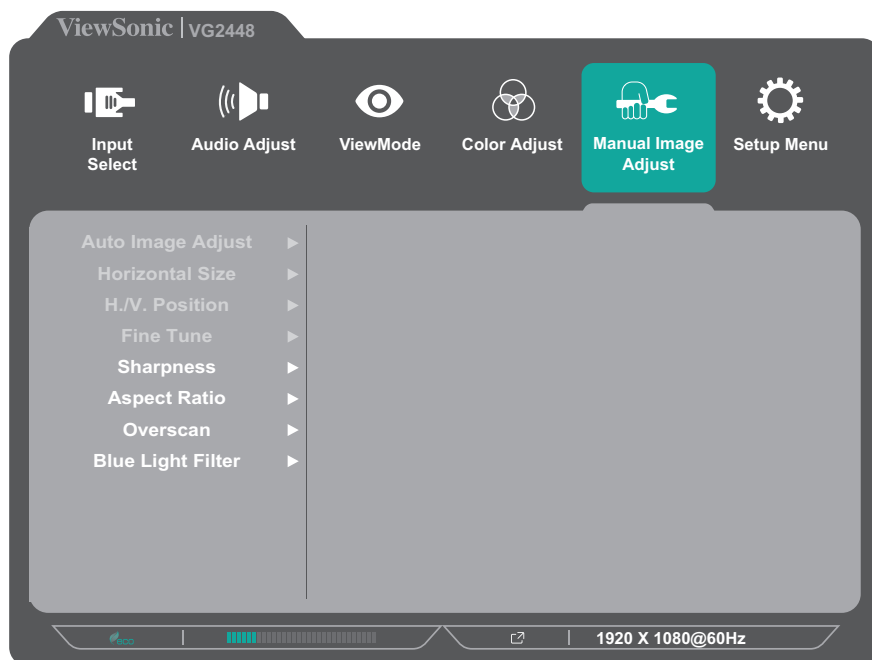 ViewSonic | VG2448
Input Select
Audio Adjust
ViewMode
Color Adjust
Manual Image Adjust
Setup Menu
Auto Image Adjust
Horizontal Size
H./V. Position
Fine Tune
Sharpness
Aspect Ratio
Overscan
Blue Light Filter
eco
1920 X 1080@60Hz